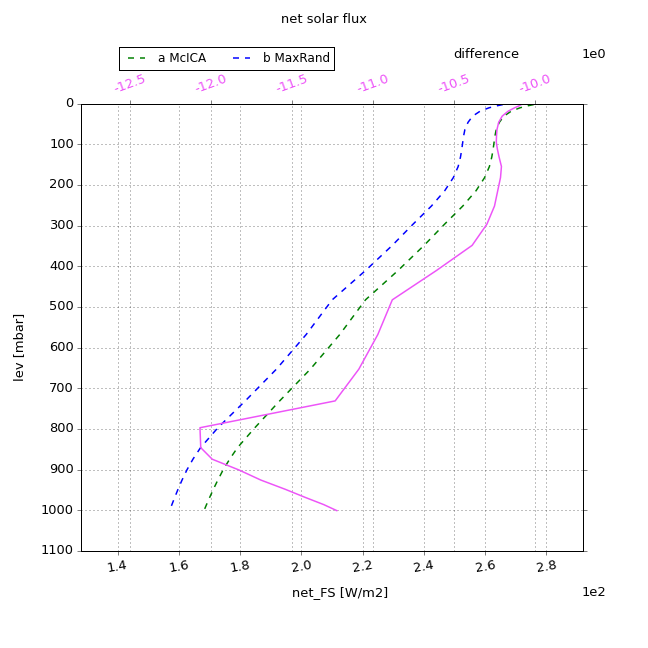 net solar flux
a McICA b MaxRand difference 1e0
-12.5 -12.0 -11.5 -11.0 -10.5 -10.0
0
100
200
300
400
500
600
700
800
900
1000
1100
lev [mbar]
1.4 1.6 1.8 2.0 2.2 2.4 2.6 2.8
net_FS [W/m2] 1e2